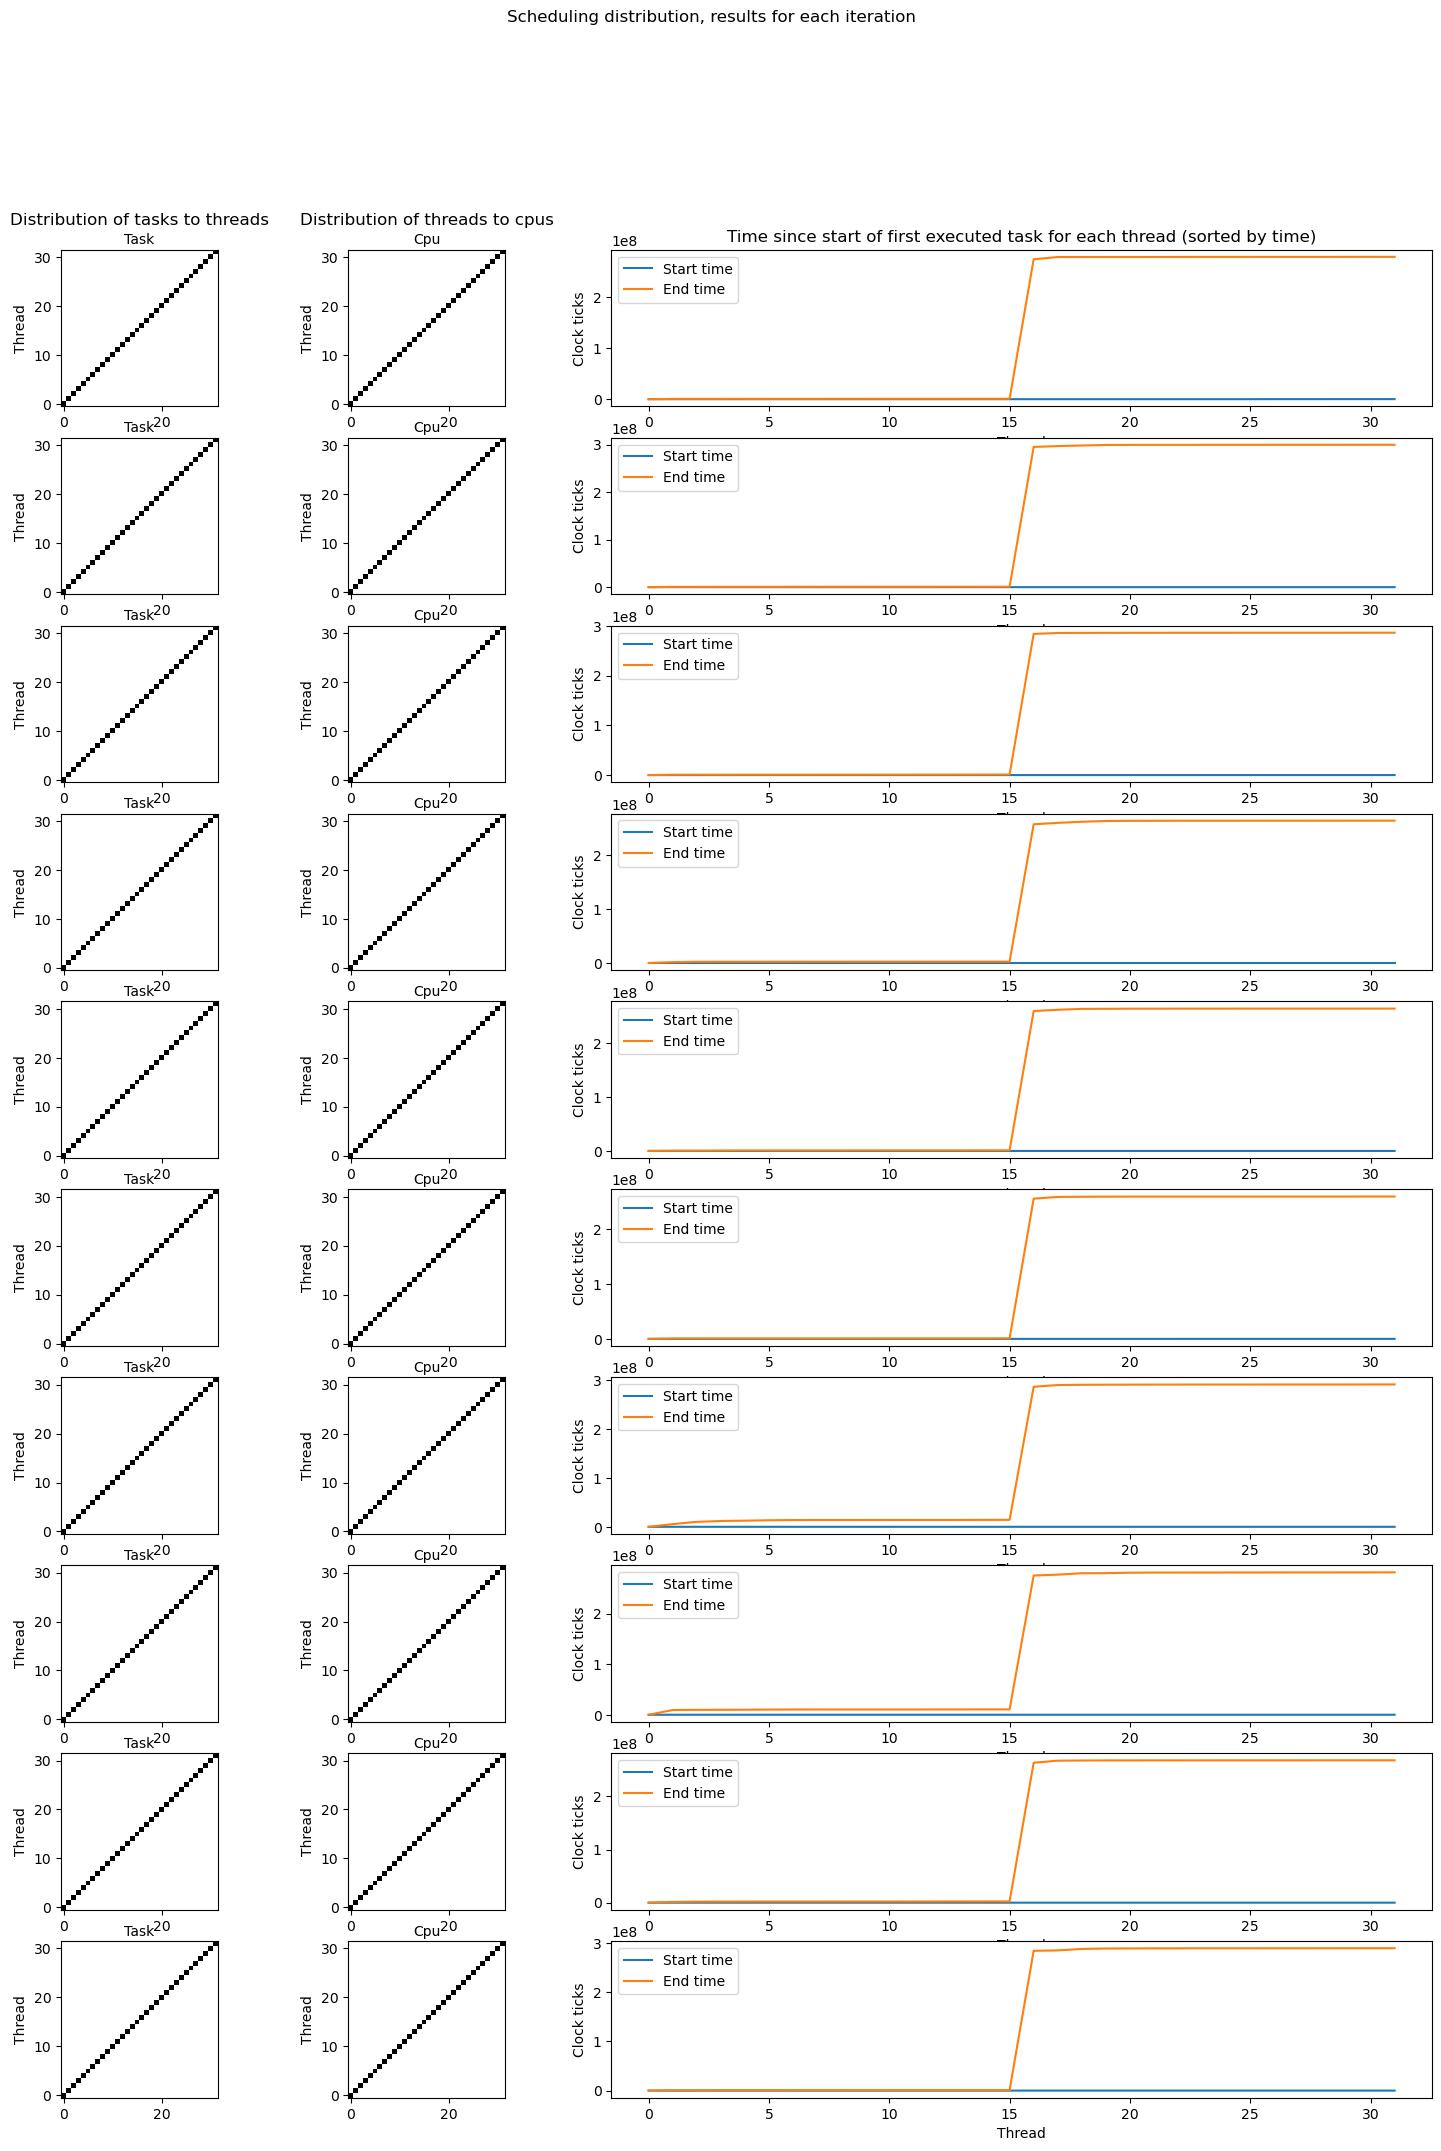 Scheduling distribution, results for each iteration
Distribution of tasks to threads
Distribution of threads to cpus
Time since start of first executed task for each thread (sorted by time)
Task
Thread
30
20
10
0
0 20
Cpu
Thread
30
20
10
0
0 20
1e8
Clock ticks
2
1
0
Start time
End time
0 5 10 15 20 25 30
Task
Thread
30
20
10
0
0 20
Cpu
Thread
30
20
10
0
0 20
1e8
Clock ticks
3
2
1
0
Start time
End time
0 5 10 15 20 25 30
Task
Thread
30
20
10
0
0 20
Cpu
Thread
30
20
10
0
0 20
1e8
Clock ticks
3
2
1
0
Start time
End time
0 5 10 15 20 25 30
Task
Thread
30
20
10
0
0 20
Cpu
Thread
30
20
10
0
0 20
1e8
Clock ticks
2
1
0
Start time
End time
0 5 10 15 20 25 30
Task
Thread
30
20
10
0
0 20
Cpu
Thread
30
20
10
0
0 20
1e8
Clock ticks
2
1
0
Start time
End time
0 5 10 15 20 25 30
Task
Thread
30
20
10
0
0 20
Cpu
Thread
30
20
10
0
0 20
1e8
Clock ticks
2
1
0
Start time
End time
0 5 10 15 20 25 30
Task
Thread
30
20
10
0
0 20
Cpu
Thread
30
20
10
0
0 20
1e8
Clock ticks
3
2
1
0
Start time
End time
0 5 10 15 20 25 30
Task
Thread
30
20
10
0
0 20
Cpu
Thread
30
20
10
0
0 20
1e8
Clock ticks
2
1
0
Start time
End time
0 5 10 15 20 25 30
Task
Thread
30
20
10
0
0 20
Cpu
Thread
30
20
10
0
0 20
1e8
Clock ticks
2
1
0
Start time
End time
0 5 10 15 20 25 30
Task
Thread
30
20
10
0
0 20
Cpu
Thread
30
20
10
0
0 20
1e8
Clock ticks
3
2
1
0
Start time
End time
0 5 10 15 20 25 30
Thread